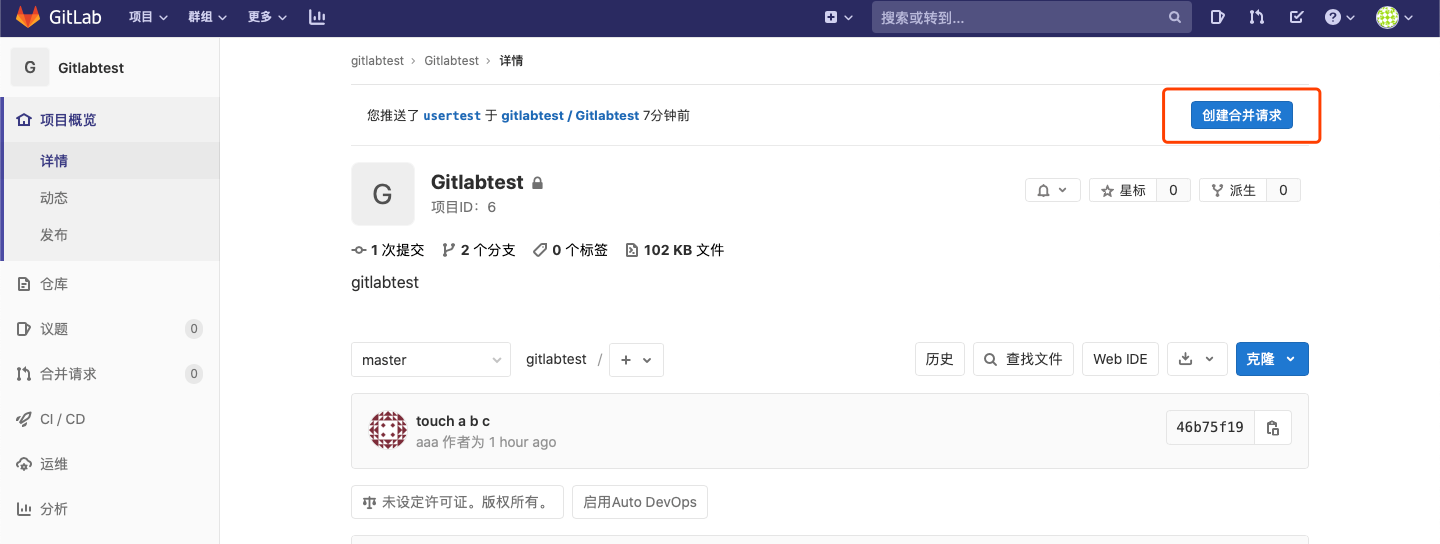 GitLab 项目 群组 更多 搜索或转到...
G Gitlabtest
项目概览
详情
动态
发布
仓库
议题 0
合并请求 0
CI / CD
运维
分析
gitlabtest › Gitlabtest › 详情
您推送了 usertest 于 gitlabtest / Gitlabtest 7分钟前 创建合并请求
G
Gitlabtest
项目ID：6
星标 0 派生 0
1 次提交 2 个分支 0 个标签 102 KB 文件
gitlabtest
master gitlabtest / + 历史 查找文件 Web IDE 克隆
touch a b c
aaa 作者为 1 hour ago
46b75f19
未设定许可证。版权所有。 启用Auto DevOps